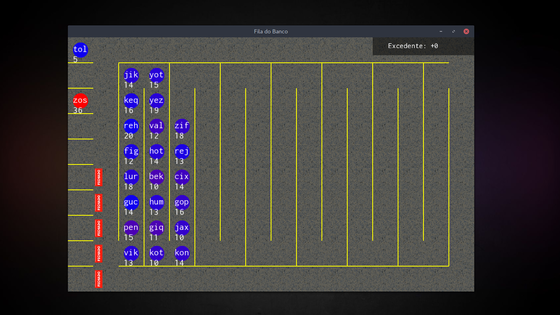 Fila do Banco
Excedente: +0
tol
5
zos
36
jik yot
14 15
keq yez
16 19
reh val zif
20 12 18
fig hot rej
12 14 13
lur bek cix
18 10 14
guc hum gop
14 13 16
pen giq jax
15 11 10
vik kot kon
13 10 14